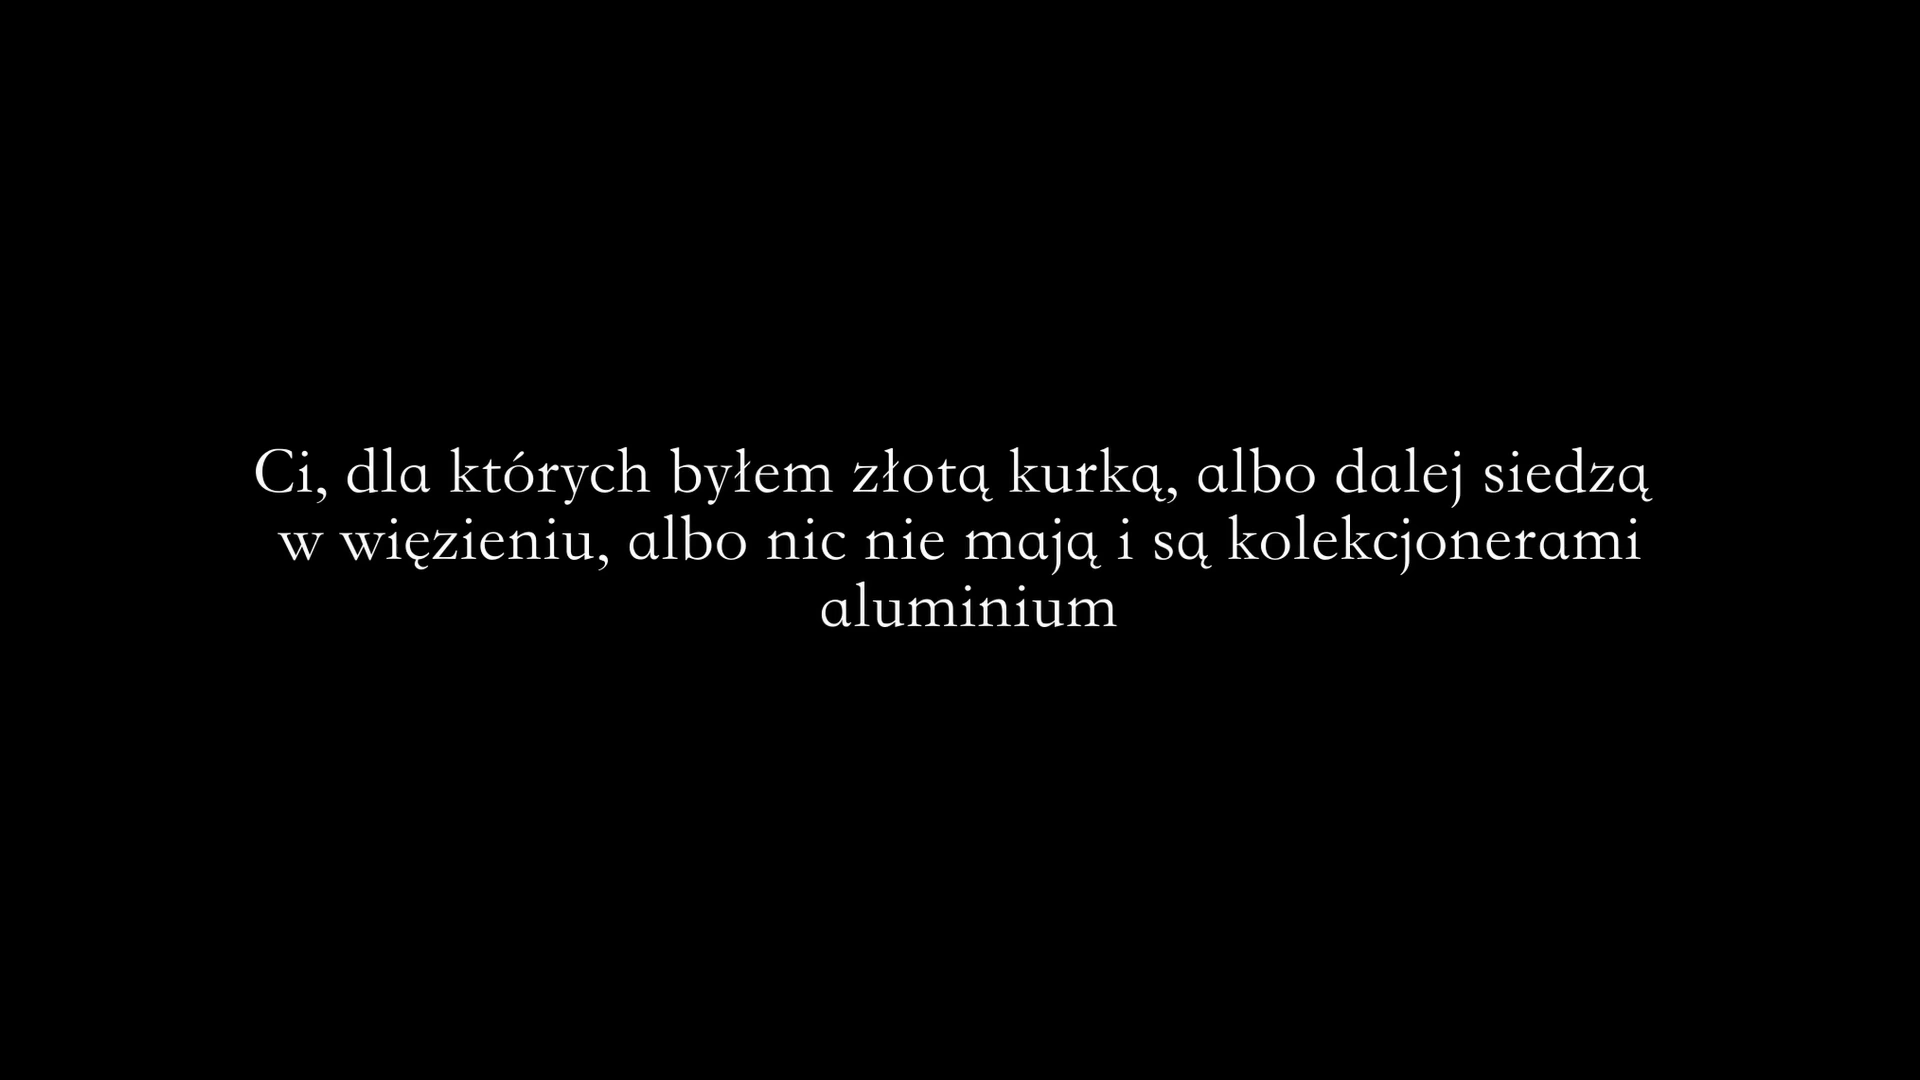 Ci, dla których byłem złotą kurką, albo dalej siedzą
w więzieniu, albo nic nie mają i są kolekcjonerami
aluminium